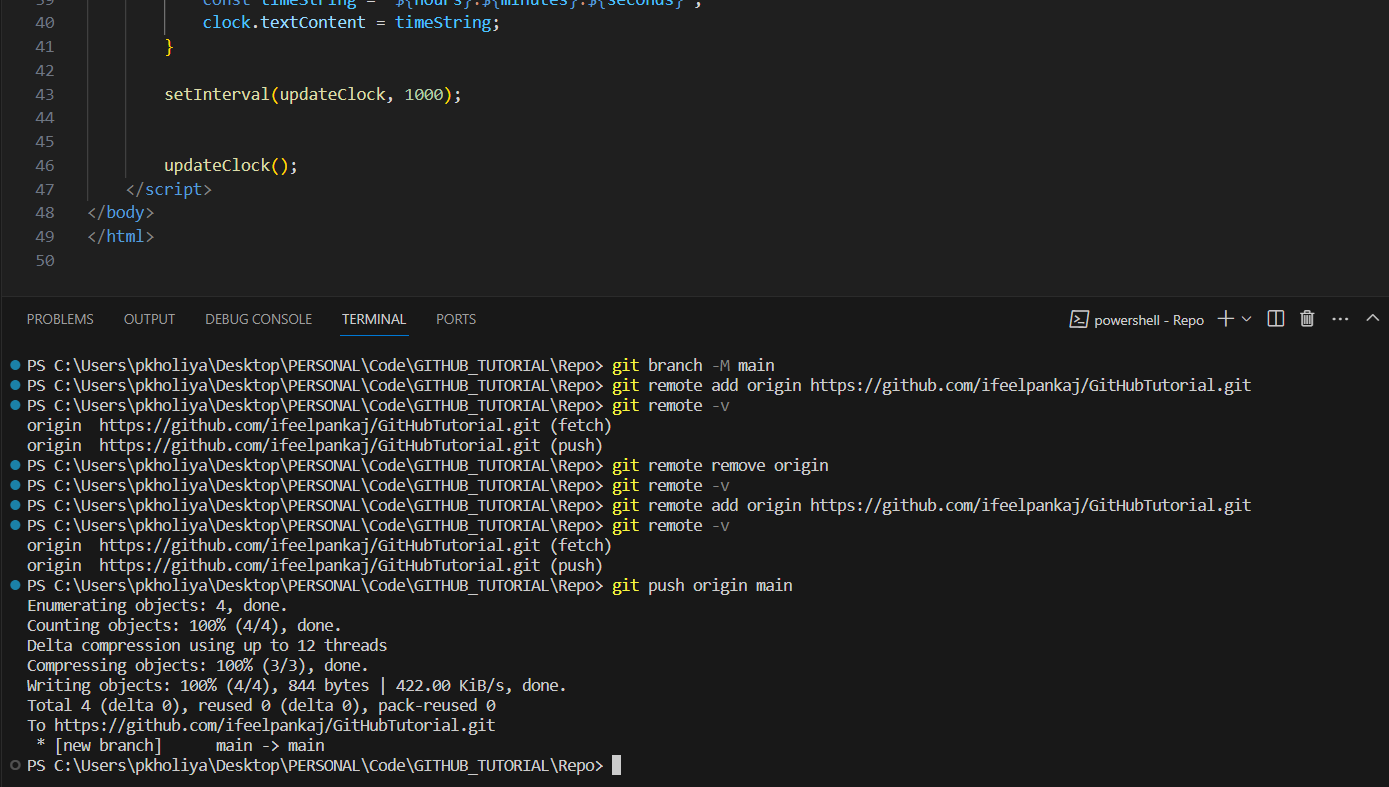 39 const timeString = `${hours}:${minutes}:${seconds}`;
40 clock.textContent = timeString;
41 }
42
43 setInterval(updateClock, 1000);
44
45
46 updateClock();
47 </script>
48 </body>
49 </html>
50
PROBLEMS OUTPUT DEBUG CONSOLE TERMINAL PORTS powershell - Repo
PS C:\Users\pkholiya\Desktop\PERSONAL\Code\GITHUB_TUTORIAL\Repo> git branch -M main
PS C:\Users\pkholiya\Desktop\PERSONAL\Code\GITHUB_TUTORIAL\Repo> git remote add origin https://github.com/ifeelpankaj/GitHubTutorial.git
PS C:\Users\pkholiya\Desktop\PERSONAL\Code\GITHUB_TUTORIAL\Repo> git remote -v
origin  https://github.com/ifeelpankaj/GitHubTutorial.git (fetch)
origin  https://github.com/ifeelpankaj/GitHubTutorial.git (push)
PS C:\Users\pkholiya\Desktop\PERSONAL\Code\GITHUB_TUTORIAL\Repo> git remote remove origin
PS C:\Users\pkholiya\Desktop\PERSONAL\Code\GITHUB_TUTORIAL\Repo> git remote -v
PS C:\Users\pkholiya\Desktop\PERSONAL\Code\GITHUB_TUTORIAL\Repo> git remote add origin https://github.com/ifeelpankaj/GitHubTutorial.git
PS C:\Users\pkholiya\Desktop\PERSONAL\Code\GITHUB_TUTORIAL\Repo> git remote -v
origin  https://github.com/ifeelpankaj/GitHubTutorial.git (fetch)
origin  https://github.com/ifeelpankaj/GitHubTutorial.git (push)
PS C:\Users\pkholiya\Desktop\PERSONAL\Code\GITHUB_TUTORIAL\Repo> git push origin main
Enumerating objects: 4, done.
Counting objects: 100% (4/4), done.
Delta compression using up to 12 threads
Compressing objects: 100% (3/3), done.
Writing objects: 100% (4/4), 844 bytes | 422.00 KiB/s, done.
Total 4 (delta 0), reused 0 (delta 0), pack-reused 0
To https://github.com/ifeelpankaj/GitHubTutorial.git
 * [new branch]      main -> main
PS C:\Users\pkholiya\Desktop\PERSONAL\Code\GITHUB_TUTORIAL\Repo>